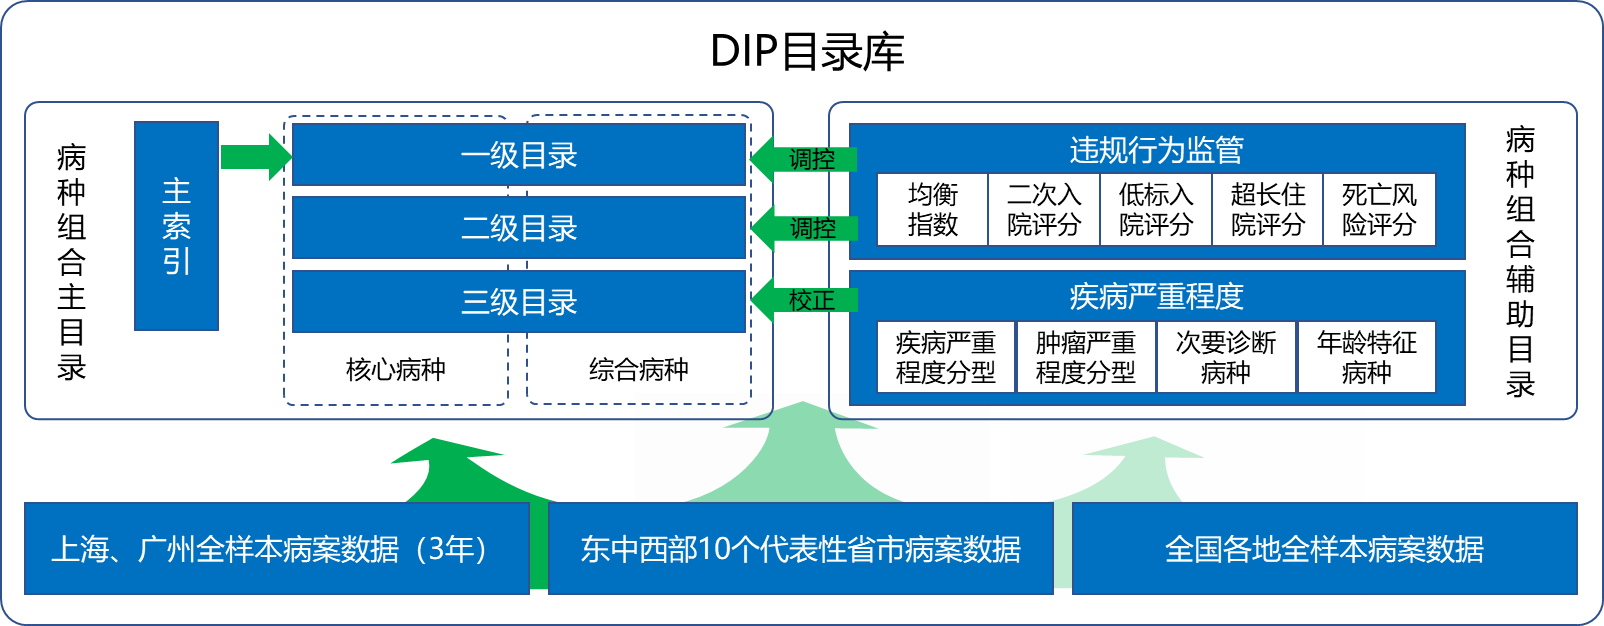 DIP目录库
病种组合主目录
主索引
一级目录
二级目录
三级目录
核心病种
综合病种
调控
调控
校正
违规行为监管
均衡
指数
二次入
院评分
低标入
院评分
超长住
院评分
死亡风
险评分
疾病严重程度
疾病严重
程度分型
肿瘤严重
程度分型
次要诊断
病种
年龄特征
病种
病种组合辅助目录
上海、广州全样本病案数据（3年）
东中西部10个代表性省市病案数据
全国各地全样本病案数据